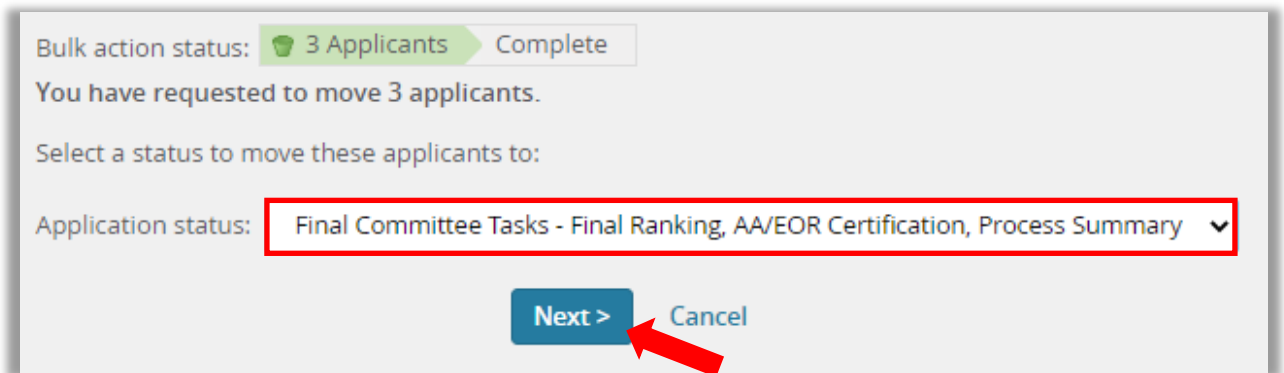 Bulk action status: 3 Applicants Complete
You have requested to move 3 applicants.
Select a status to move these applicants to:
Application status: Final Committee Tasks - Final Ranking, AA/EOR Certification, Process Summary
Next > Cancel